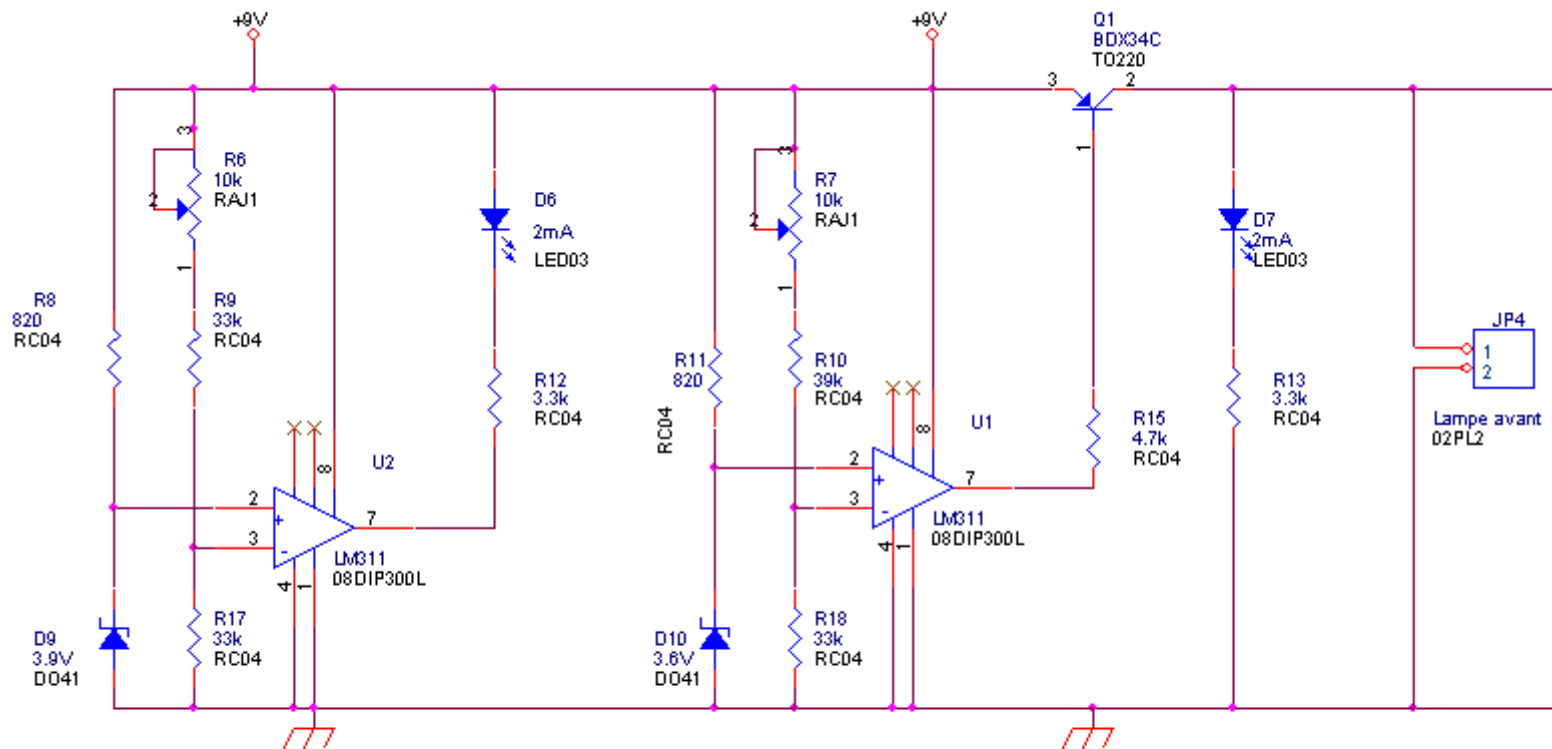 +9V
+9V
Q1
BDX34C
TO220
3
2
1
3
R6
10k
RAJ1
2
1
D6
2mA
LED03
3
R7
10k
RAJ1
2
1
D7
2mA
LED03
R8
820
RC04
R9
33k
RC04
R12
3.3k
RC04
R11
820
RC04
R10
39k
RC04
R15
4.7k
RC04
R13
3.3k
RC04
JP4
1
2
Lampe avant
02PL2
U2
8
2
+
3
-
7
4
1
LM311
08DIP300L
U1
8
2
+
3
-
7
4
1
LM311
08DIP300L
D9
3.9V
DO41
R17
33k
RC04
D10
3.6V
DO41
R18
33k
RC04